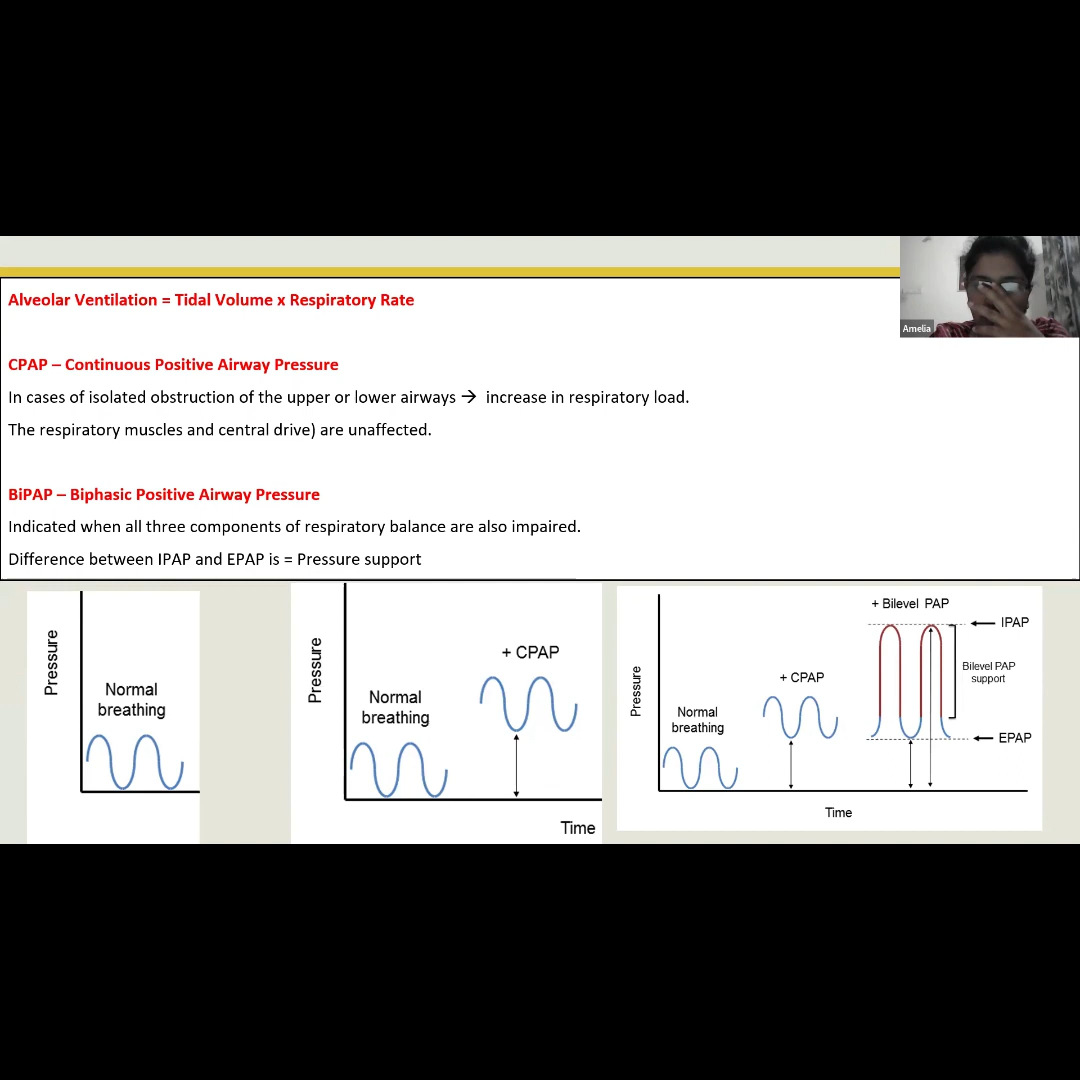 Alveolar Ventilation = Tidal Volume x Respiratory Rate
Amelia
CPAP – Continuous Positive Airway Pressure
In cases of isolated obstruction of the upper or lower airways → increase in respiratory load.
The respiratory muscles and central drive) are unaffected.
BiPAP – Biphasic Positive Airway Pressure
Indicated when all three components of respiratory balance are also impaired.
Difference between IPAP and EPAP is = Pressure support
Pressure
Normal
breathing
Pressure
Normal
breathing
+ CPAP
Time
Pressure
Normal
breathing
+ CPAP
+ Bilevel PAP
IPAP
Bilevel PAP
support
EPAP
Time